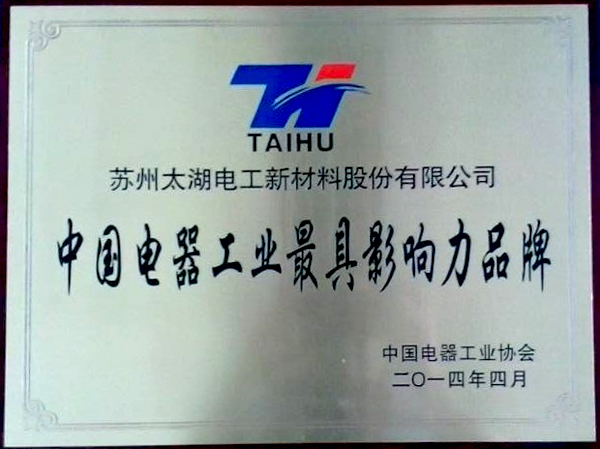 TAIHU
苏州太湖电工新材料股份有限公司
中国电器工业最具影响力品牌
中国电器工业协会
二〇一四年四月